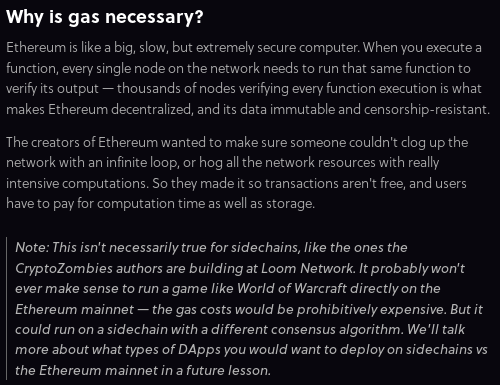 Why is gas necessary?
Ethereum is like a big, slow, but extremely secure computer. When you execute a
function, every single node on the network needs to run that same function to
verify its output — thousands of nodes verifying every function execution is what
makes Ethereum decentralized, and its data immutable and censorship-resistant.
The creators of Ethereum wanted to make sure someone couldn't clog up the
network with an infinite loop, or hog all the network resources with really
intensive computations. So they made it so transactions aren't free, and users
have to pay for computation time as well as storage.
Note: This isn't necessarily true for sidechains, like the ones the
CryptoZombies authors are building at Loom Network. It probably won't
ever make sense to run a game like World of Warcraft directly on the
Ethereum mainnet — the gas costs would be prohibitively expensive. But it
could run on a sidechain with a different consensus algorithm. We'll talk
more about what types of DApps you would want to deploy on sidechains vs
the Ethereum mainnet in a future lesson.